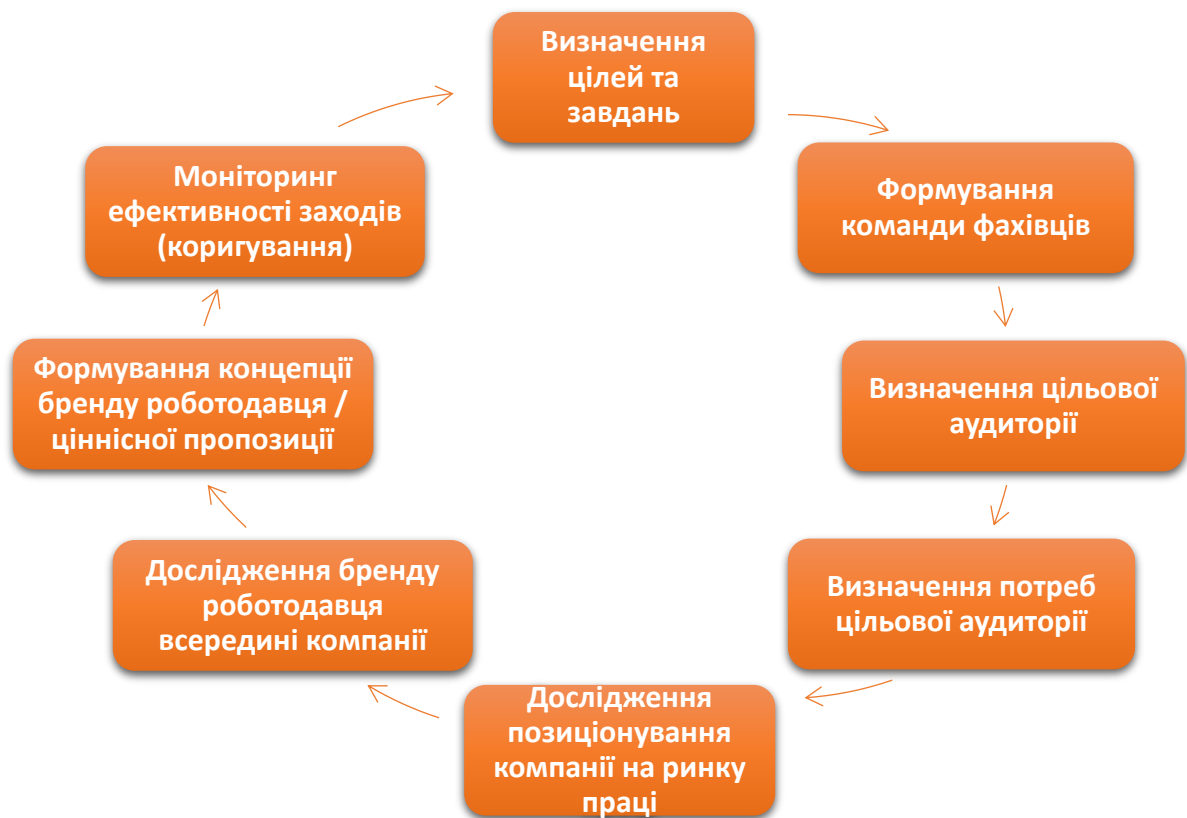 Визначення
цілей та
завдань
Формування
команди фахівців
Визначення цільової
аудиторії
Визначення потреб
цільової аудиторії
Дослідження
позиціонування
компанії на ринку
праці
Дослідження бренду
роботодавця
всередині компанії
Формування концепції
бренду роботодавця /
ціннісної пропозиції
Моніторинг
ефективності заходів
(коригування)